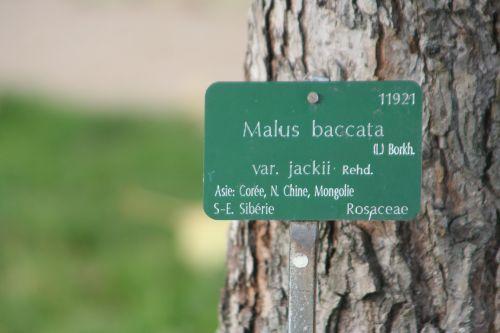 11921
Malus baccata
(L) Borkh.
var. jackii Rehd.
Asie: Corée, N. Chine, Mongolie
S-E. Sibérie Rosaceae